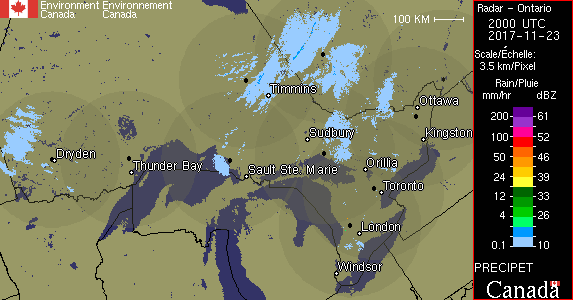 Environment Environnement
Canada Canada
100 KM
Timmins
Ottawa
Sudbury
Kingston
Dryden
Thunder Bay
Sault Ste. Marie
Orillia
Toronto
London
Windsor
Radar - Ontario
2000 UTC
2017-11-23
Scale/Échelle:
3.5 km/Pixel
Rain/Pluie
mm/hr dBZ
200 61
100 52
50 46
24 39
12 33
4 26
0.1 10
PRECIPET
Canada